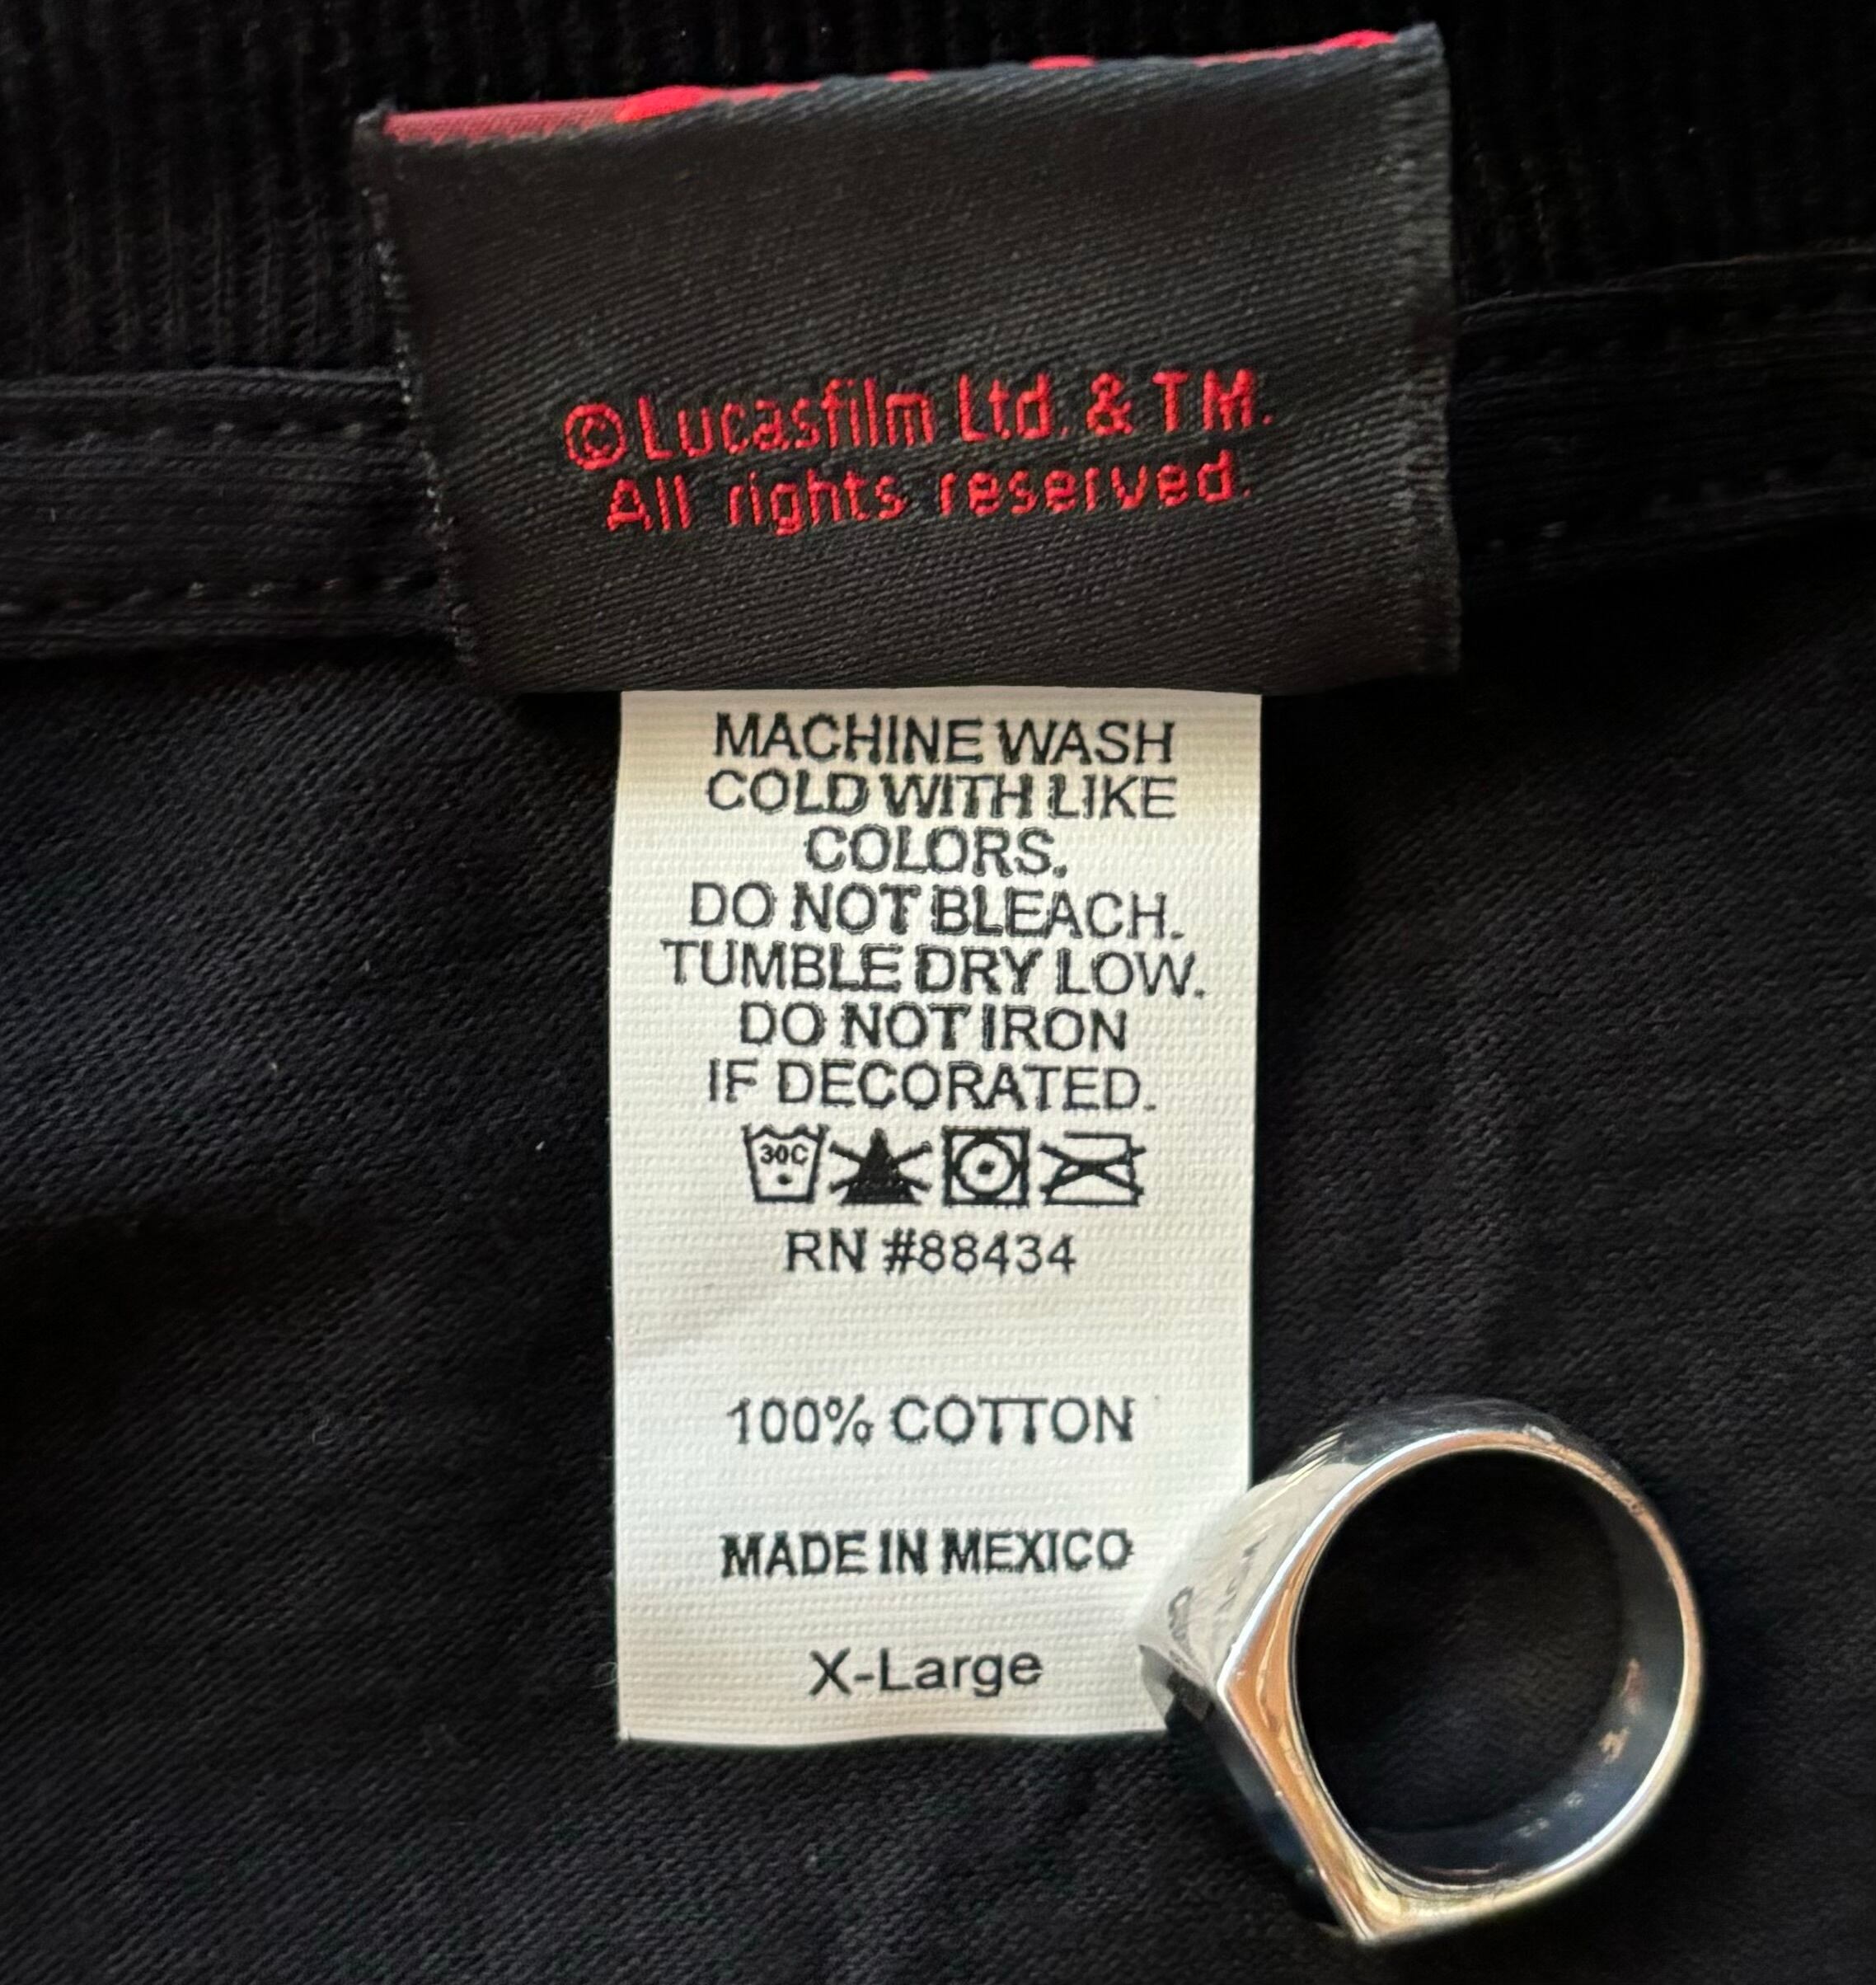 ©Lucasfilm Ltd. & TM.
All rights reserved.
MACHINE WASH
COLD WITH LIKE
COLORS.
DO NOT BLEACH.
TUMBLE DRY LOW.
DO NOT IRON
IF DECORATED.
30C
RN #88434
100% COTTON
MADE IN MEXICO
X-Large